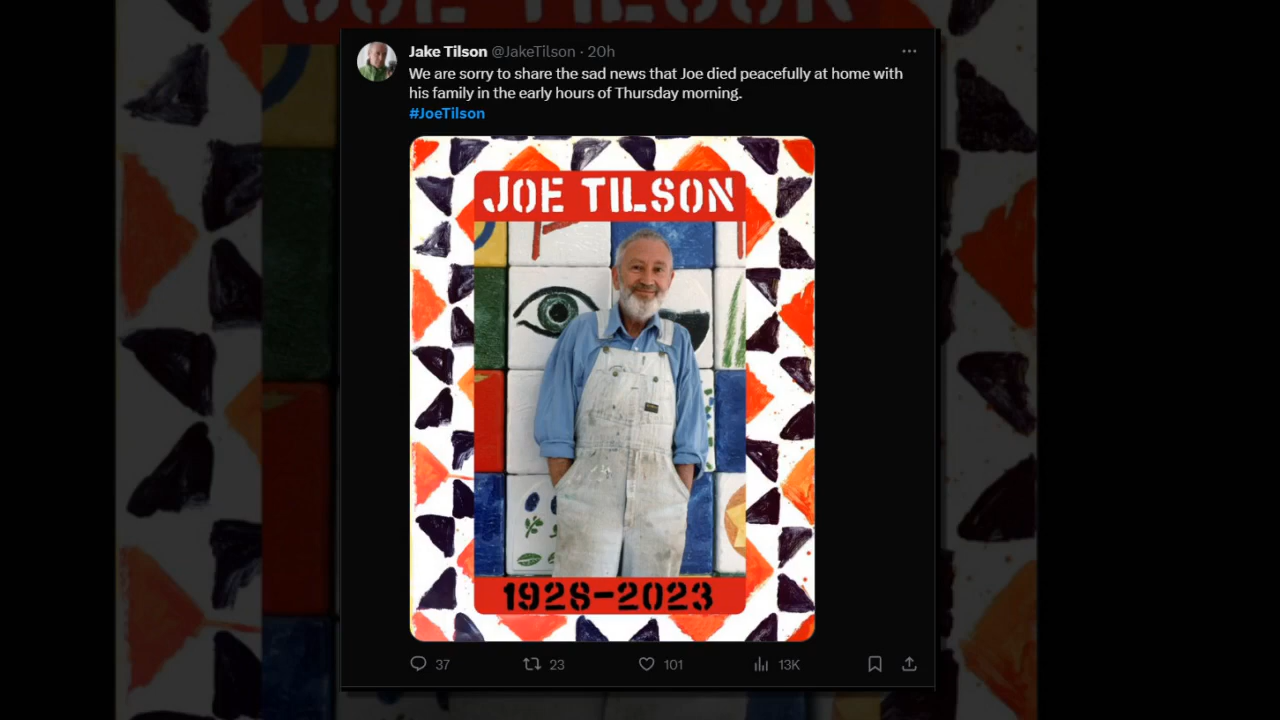 Jake Tilson @JakeTilson · 20h
We are sorry to share the sad news that Joe died peacefully at home with
his family in the early hours of Thursday morning.
#JoeTilson
JOE TILSON
1928-2023
37 23 101 13K